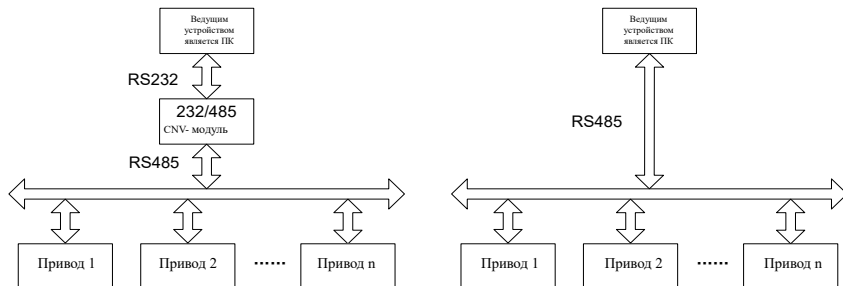 Ведущим
устройством
является ПК
RS232
232/485
CNV- модуль
RS485
Привод 1
Привод 2
......
Привод n
Ведущим
устройством
является ПК
RS485
Привод 1
Привод 2
......
Привод n